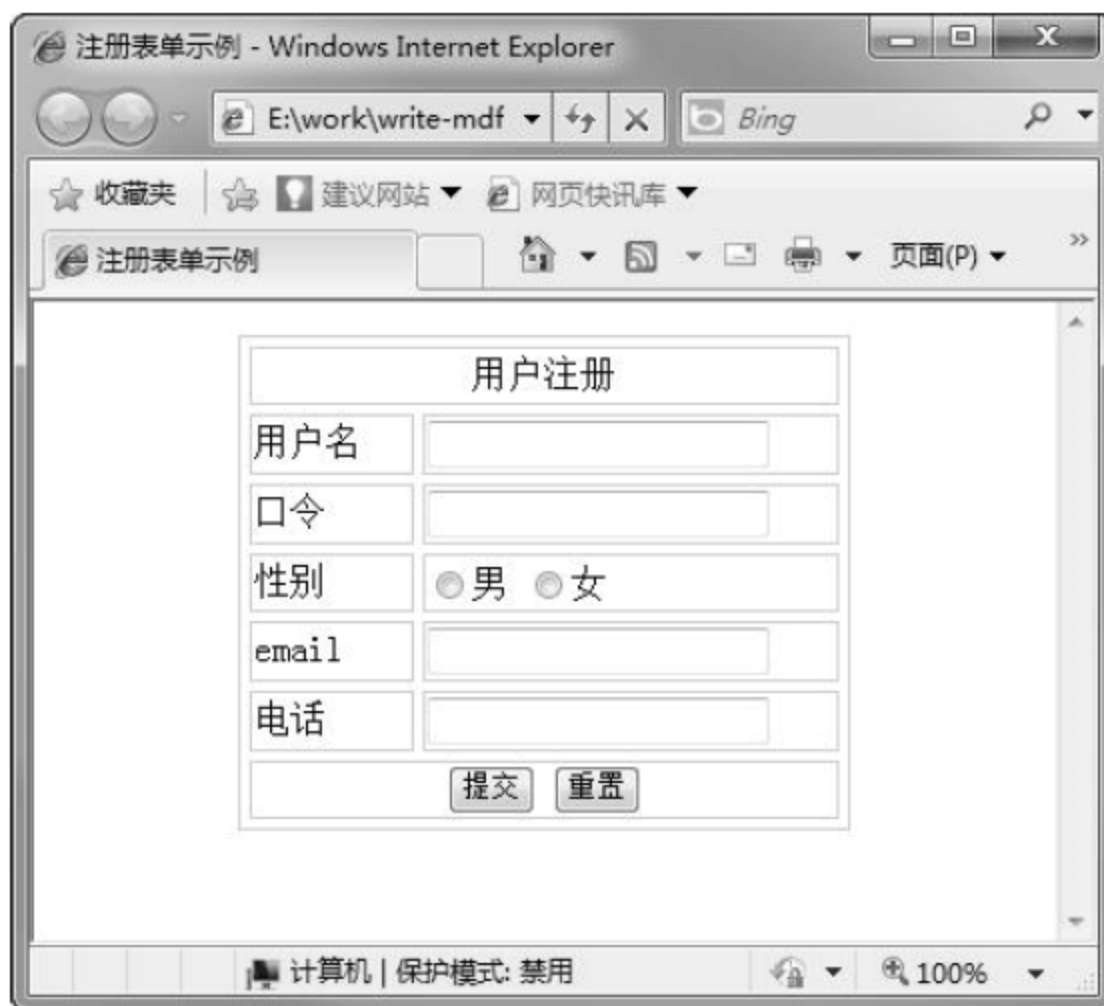 注册表单示例 - Windows Internet Explorer
E:\work\write-mdf Bing
收藏夹 建议网站 网页快讯库
注册表单示例 页面(P) »
用户注册
用户名
口令
性别 男 女
email
电话
提交 重置
计算机 | 保护模式: 禁用 100%